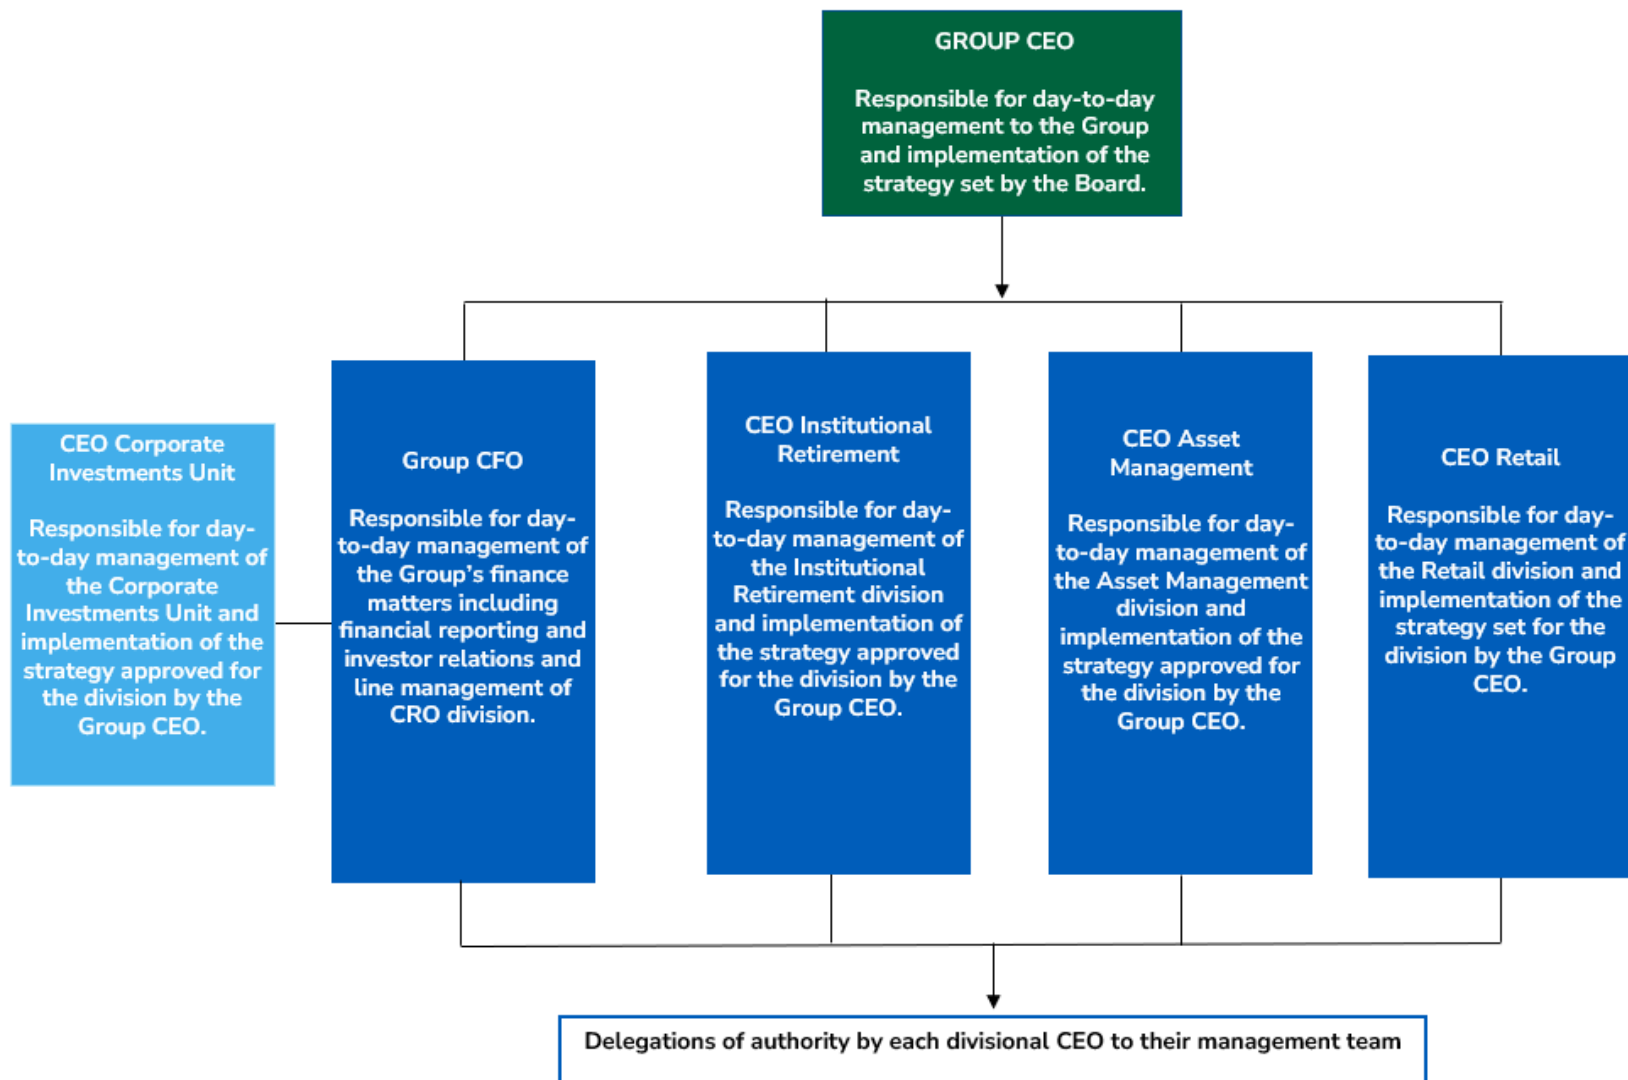 GROUP CEO
Responsible for day-to-day
management to the Group
and implementation of the
strategy set by the Board.
CEO Corporate
Investments Unit
Responsible for day-
to-day management of
the Corporate
Investments Unit and
implementation of the
strategy approved for
the division by the
Group CEO.
Group CFO
Responsible for day-
to-day management of
the Group’s finance
matters including
financial reporting and
investor relations and
line management of
CRO division.
CEO Institutional
Retirement
Responsible for day-
to-day management of
the Institutional
Retirement division
and implementation of
the strategy approved
for the division by the
Group CEO.
CEO Asset
Management
Responsible for day-
to-day management of
the Asset Management
division and
implementation of the
strategy approved for
the division by the
Group CEO.
CEO Retail
Responsible for day-
to-day management of
the Retail division and
implementation of the
strategy set for the
division by the Group
CEO.
Delegations of authority by each divisional CEO to their management team